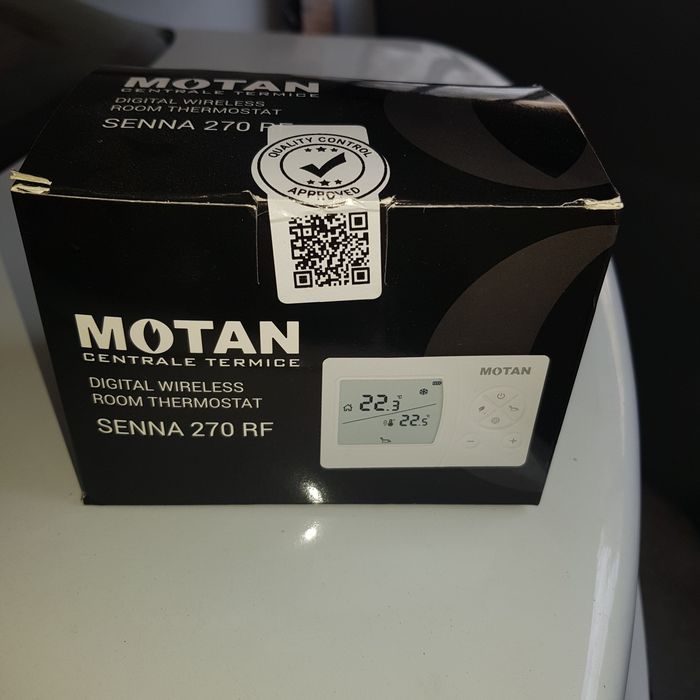 MOTAN
CENTRALE TERMICE
DIGITAL WIRELESS
ROOM THERMOSTAT
SENNA 270 RF
QUALITY CONTROL
APPROVED
MOTAN
CENTRALE TERMICE
DIGITAL WIRELESS
ROOM THERMOSTAT
SENNA 270 RF
MOTAN
22.3°C
22.5°